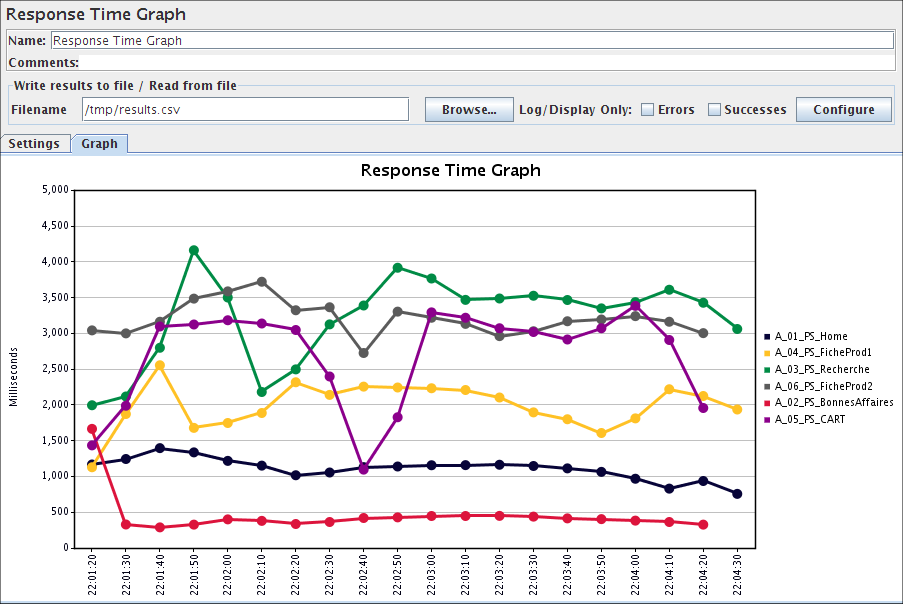 Response Time Graph
Name: Response Time Graph
Comments:
Write results to file / Read from file
Filename /tmp/results.csv Browse... Log/Display Only: Errors Successes Configure
Settings Graph
Response Time Graph
Milliseconds
5,000
4,500
4,000
3,500
3,000
2,500
2,000
1,500
1,000
500
0
22:01:20 22:01:30 22:01:40 22:01:50 22:02:00 22:02:10 22:02:20 22:02:30 22:02:40 22:02:50 22:03:00 22:03:10 22:03:20 22:03:30 22:03:40 22:03:50 22:04:00 22:04:10 22:04:20 22:04:30
A_01_PS_Home
A_04_PS_FicheProd1
A_03_PS_Recherche
A_06_PS_FicheProd2
A_02_PS_BonnesAffaires
A_05_PS_CART